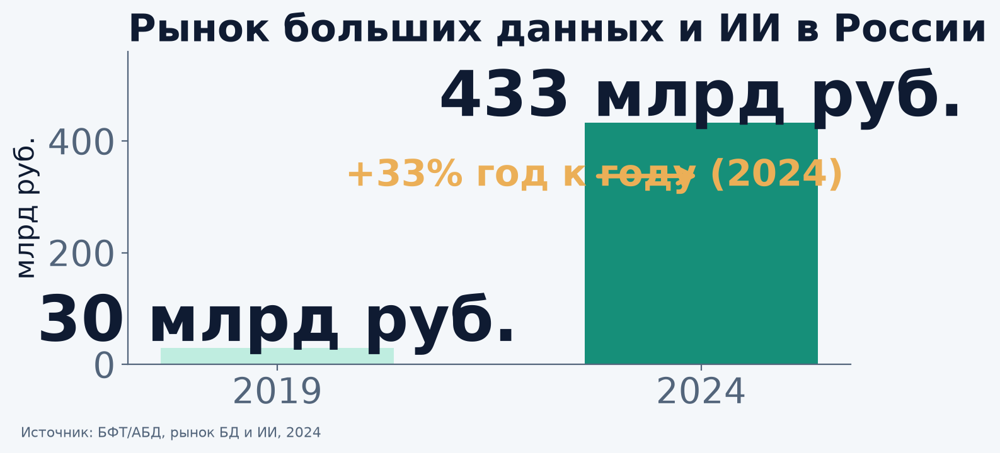 Рынок больших данных и ИИ в России
433 млрд руб.
+33% год к году (2024)
млрд руб.
400
200
30 млрд руб.
0
2019
2024
Источник: БФТ/АБД, рынок БД и ИИ, 2024